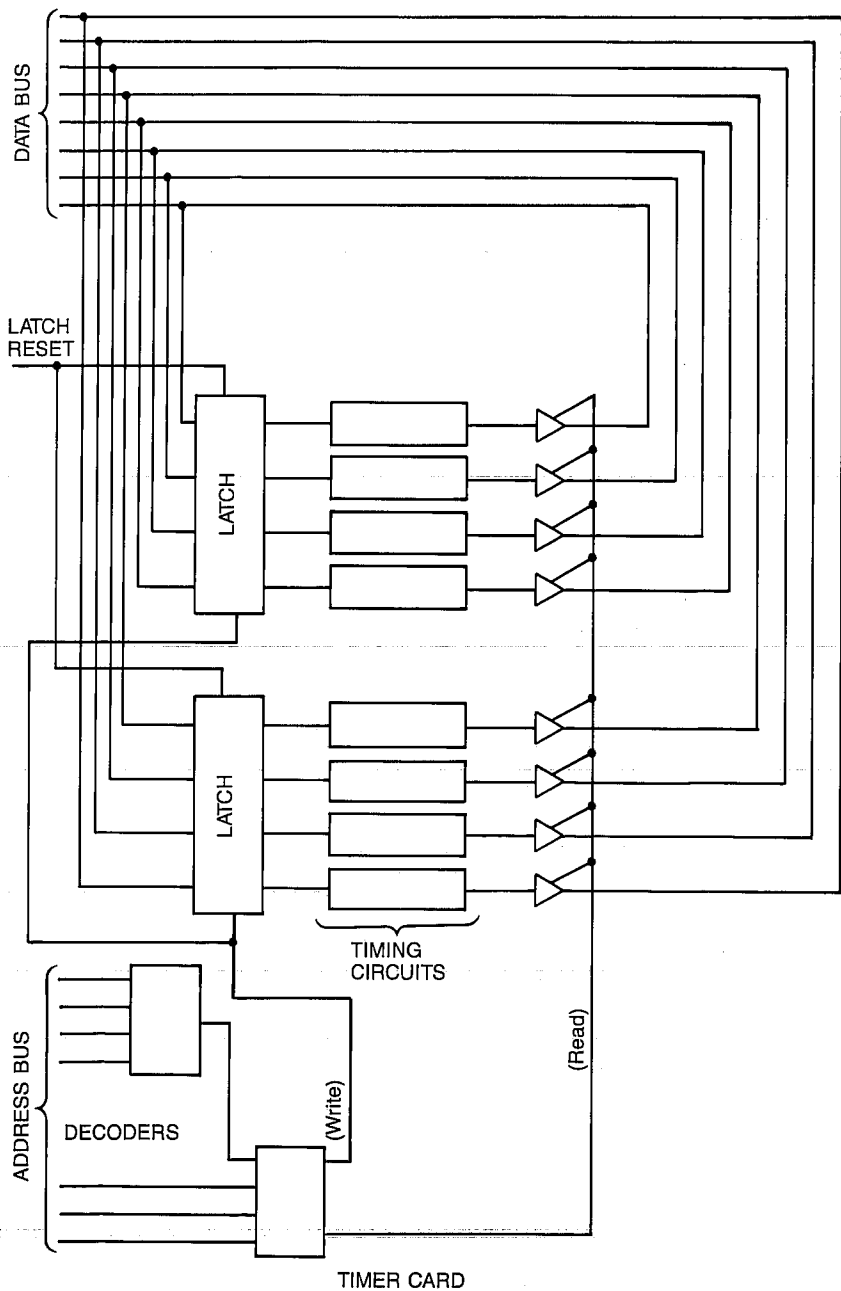 DATA BUS
LATCH
RESET
LATCH
LATCH
TIMING
CIRCUITS
ADDRESS BUS
DECODERS
(Write)
(Read)
TIMER CARD